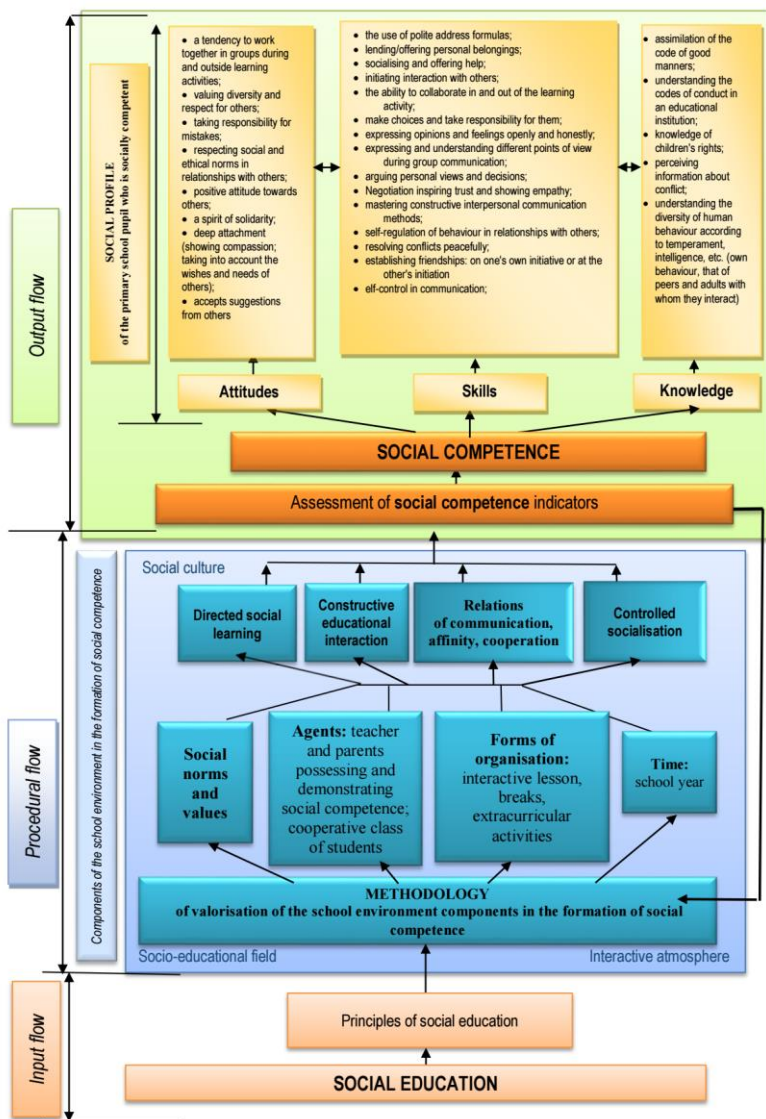 Output flow
SOCIAL PROFILE
of the primary school pupil who is socially competent
• a tendency to work
together in groups during
and outside learning
activities;
• valuing diversity and
respect for others;
• taking responsibility for
mistakes;
• respecting social and
ethical norms in
relationships with others;
• positive attitude towards
others;
• a spirit of solidarity;
• deep attachment
(showing compassion;
taking into account the
wishes and needs of
others);
• accepts suggestions
from others
• the use of polite address formulas;
• lending/offering personal belongings;
• socialising and offering help;
• initiating interaction with others;
• the ability to collaborate in and out of the learning
activity;
• make choices and take responsibility for them;
• expressing opinions and feelings openly and honestly;
• expressing and understanding different points of view
during group communication;
• arguing personal views and decisions;
• Negotiation inspiring trust and showing empathy;
• mastering constructive interpersonal communication
methods;
• self-regulation of behaviour in relationships with others;
• resolving conflicts peacefully;
• establishing friendships: on one's own initiative or at the
other's initiation
• elf-control in communication;
• assimilation of the
code of good
manners;
• understanding the
codes of conduct in
an educational
institution;
• knowledge of
children's rights;
• perceiving
information about
conflict;
• understanding the
diversity of human
behaviour according
to temperament,
intelligence, etc. (own
behaviour, that of
peers and adults with
whom they interact)
Attitudes
Skills
Knowledge
SOCIAL COMPETENCE
Assessment of social competence indicators
Procedural flow
Components of the school environment in the formation of social competence
Social culture
Directed social
learning
Constructive
educational
interaction
Relations
of communication,
affinity, cooperation
Controlled
socialisation
Social
norms
and
values
Agents: teacher
and parents
possessing and
demonstrating
social competence;
cooperative class
of students
Forms of
organisation:
interactive lesson,
breaks,
extracurricular
activities
Time:
school year
METHODOLOGY
of valorisation of the school environment components in the formation of social
competence
Socio-educational field
Interactive atmosphere
Input flow
Principles of social education
SOCIAL EDUCATION